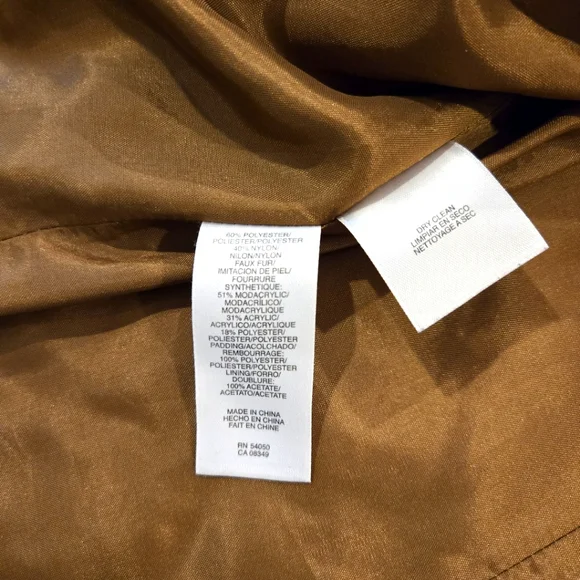 60% POLYESTER/
POLIESTER/POLYESTER
40% NYLON/
NILON/NYLON
FAUX FUR/
IMITACION DE PIEL/
FOURRURE
SYNTHETIQUE:
51% MODACRYLIC/
MODACRILICO/
MODACRYLIQUE
31% ACRYLIC/
ACRILICO/ACRYLIQUE
18% POLYESTER/
POLIESTER/POLYESTER
PADDING/ACOLCHADO/
REMBOURRAGE:
100% POLYESTER/
POLIESTER/POLYESTER
LINING/FORRO/
DOUBLURE:
100% ACETATE/
ACETATO/ACETATE
MADE IN CHINA
HECHO EN CHINA
FAIT EN CHINE
RN 54050
CA 08349
DRY CLEAN
LIMPIAR EN SECO
NETTOYAGE A SEC